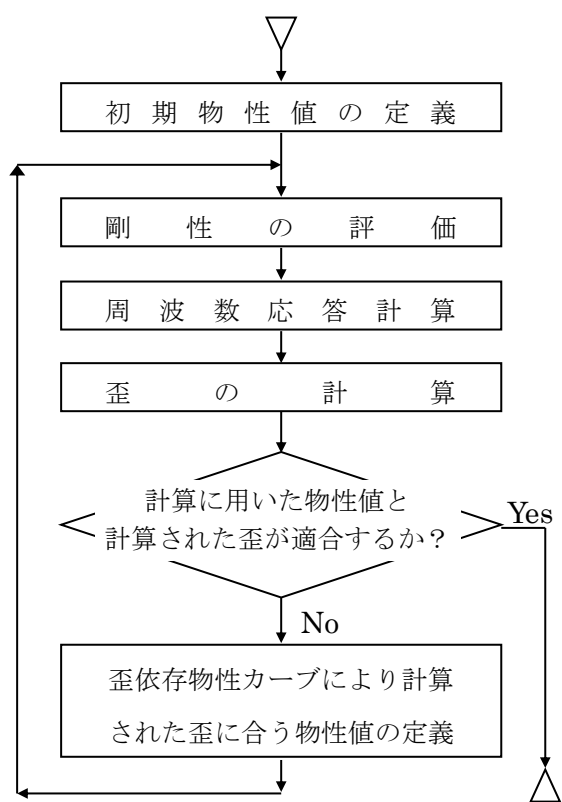 初期物性値の定義
剛性の評価
周波数応答計算
歪の計算
計算に用いた物性値と
計算された歪が適合するか？
Yes
No
歪依存物性カーブにより計算
された歪に合う物性値の定義